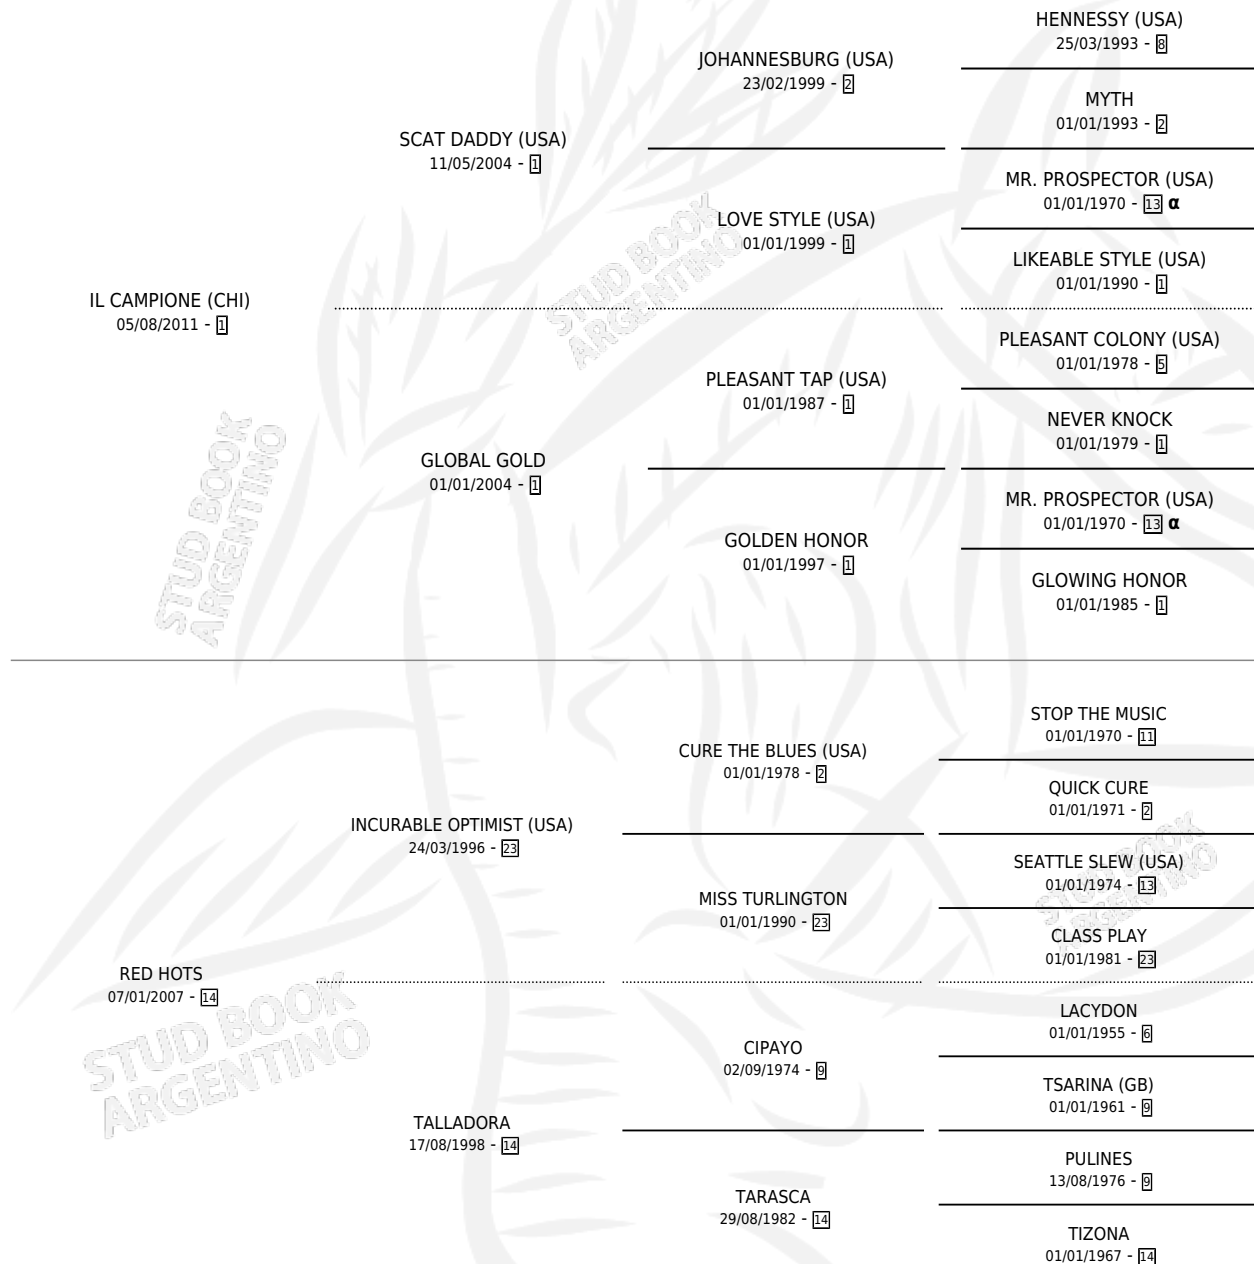 HENNESSY (USA)
25/03/1993 - 8
JOHANNESBURG (USA)
23/02/1999 - 2
MYTH
01/01/1993 - 2
SCAT DADDY (USA)
11/05/2004 - 1
MR. PROSPECTOR (USA)
01/01/1970 - 13 α
LOVE STYLE (USA)
01/01/1999 - 1
LIKEABLE STYLE (USA)
01/01/1990 - 1
IL CAMPIONE (CHI)
05/08/2011 - 1
PLEASANT COLONY (USA)
01/01/1978 - 5
PLEASANT TAP (USA)
01/01/1987 - 1
NEVER KNOCK
01/01/1979 - 1
GLOBAL GOLD
01/01/2004 - 1
MR. PROSPECTOR (USA)
01/01/1970 - 13 α
GOLDEN HONOR
01/01/1997 - 1
GLOWING HONOR
01/01/1985 - 1
STUD BOOK
ARGENTINO
STUD BOOK
ARGENTINO
STOP THE MUSIC
01/01/1970 - 11
CURE THE BLUES (USA)
01/01/1978 - 2
QUICK CURE
01/01/1971 - 2
INCURABLE OPTIMIST (USA)
24/03/1996 - 23
SEATTLE SLEW (USA)
01/01/1974 - 13
MISS TURLINGTON
01/01/1990 - 23
CLASS PLAY
01/01/1981 - 23
RED HOTS
07/01/2007 - 14
LACYDON
01/01/1955 - 6
CIPAYO
02/09/1974 - 9
TSARINA (GB)
01/01/1961 - 9
TALLADORA
17/08/1998 - 14
PULINES
13/08/1976 - 9
TARASCA
29/08/1982 - 14
TIZONA
01/01/1967 - 14
STUD BOOK
ARGENTINO
STUD BOOK
ARGENTINO